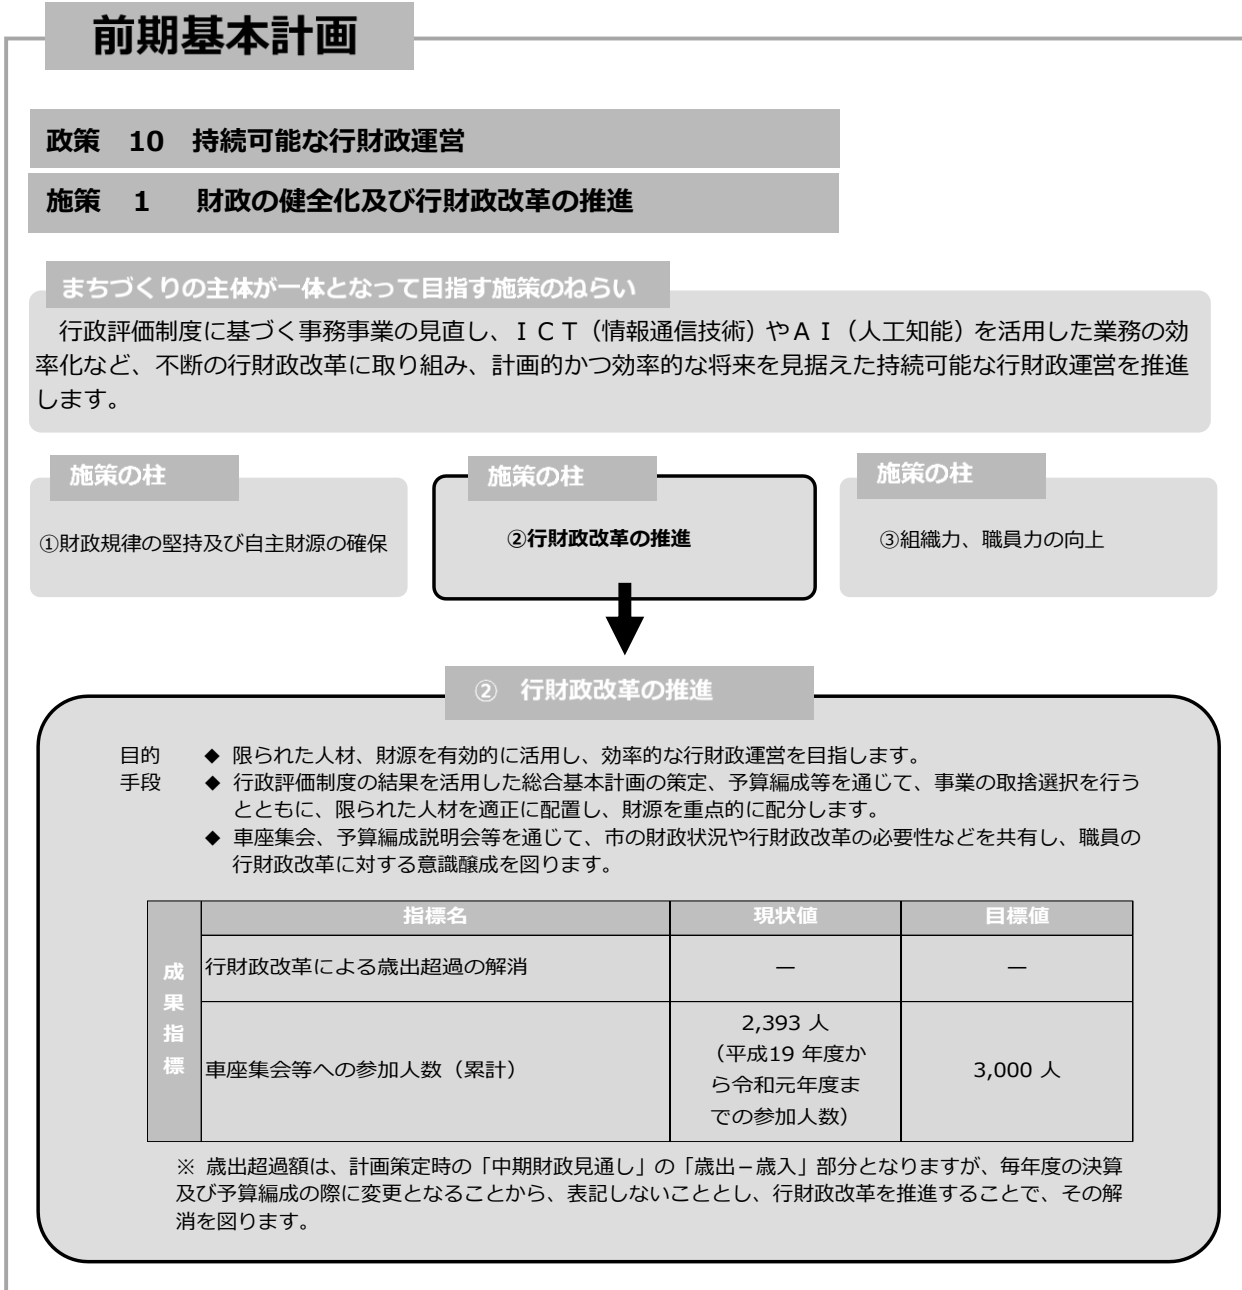 前期基本計画
政策　10　持続可能な行財政運営
施策　1　財政の健全化及び行財政改革の推進
まちづくりの主体が一体となって目指す施策のねらい
行政評価制度に基づく事務事業の見直し、ＩＣＴ（情報通信技術）やＡＩ（人工知能）を活用した業務の効
率化など、不断の行財政改革に取り組み、計画的かつ効率的な将来を見据えた持続可能な行財政運営を推進
します。
施策の柱
①財政規律の堅持及び自主財源の確保
施策の柱
②行財政改革の推進
施策の柱
③組織力、職員力の向上
②　行財政改革の推進
目的　◆ 限られた人材、財源を有効的に活用し、効率的な行財政運営を目指します。
手段　◆ 行政評価制度の結果を活用した総合基本計画の策定、予算編成等を通じて、事業の取捨選択を行う
とともに、限られた人材を適正に配置し、財源を重点的に配分します。
◆ 車座集会、予算編成説明会等を通じて、市の財政状況や行財政改革の必要性などを共有し、職員の
行財政改革に対する意識醸成を図ります。
成果指標
指標名　現状値　目標値
行財政改革による歳出超過の解消　―　―
車座集会等への参加人数（累計）
2,393 人
（平成19 年度か
ら令和元年度ま
での参加人数）
3,000 人
※ 歳出超過額は、計画策定時の「中期財政見通し」の「歳出－歳入」部分となりますが、毎年度の決算
及び予算編成の際に変更となることから、表記しないこととし、行財政改革を推進することで、その解
消を図ります。